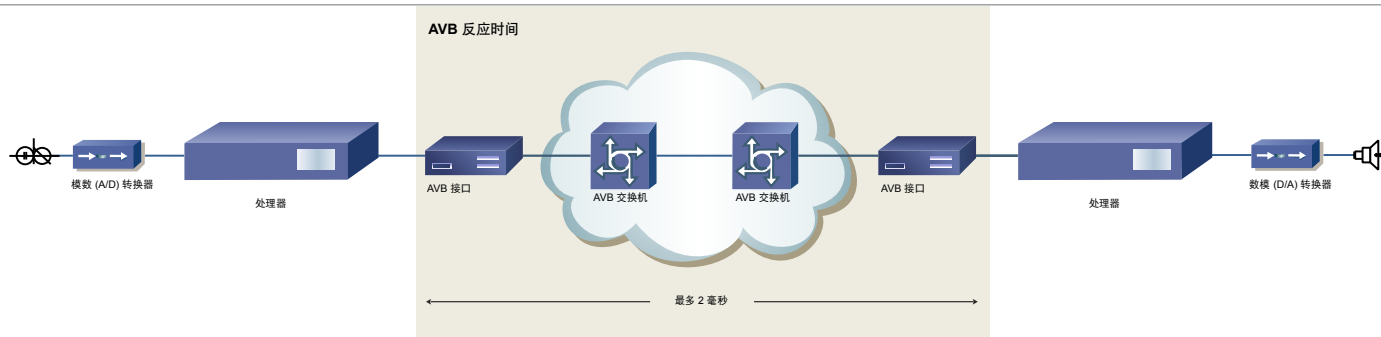 AVB 反应时间
模数 (A/D) 转换器
处理器
AVB 接口
AVB 交换机
AVB 交换机
AVB 接口
处理器
数模 (D/A) 转换器
最多 2 毫秒